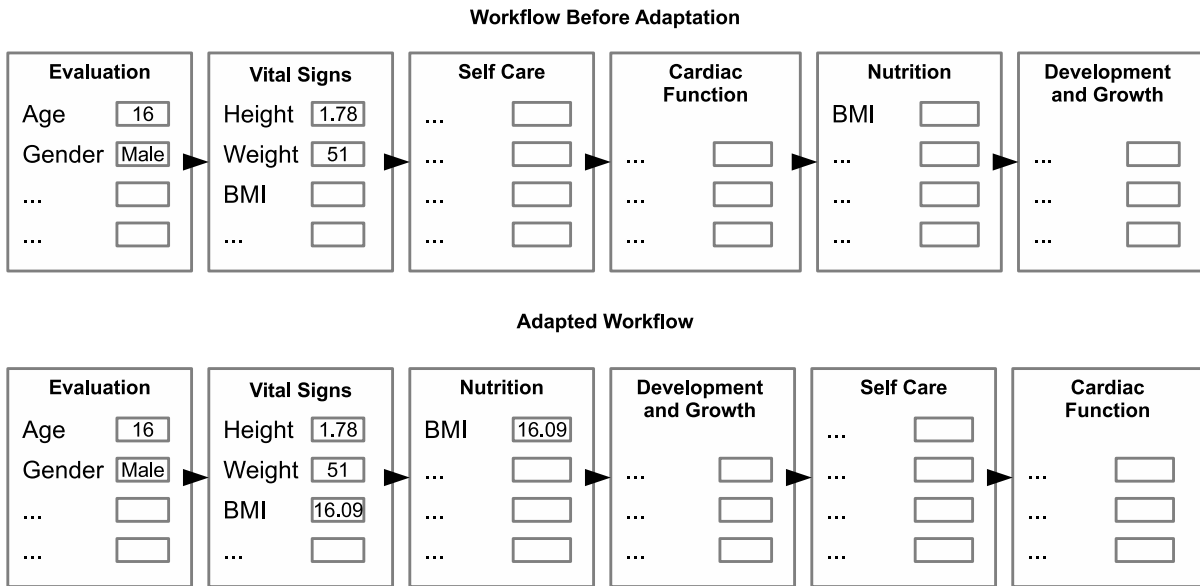 Workflow Before Adaptation
Evaluation
Age 16
Gender Male
...
...
Vital Signs
Height 1.78
Weight 51
BMI
...
Self Care
...
...
...
...
Cardiac
Function
...
...
...
Nutrition
BMI
...
...
...
Development
and Growth
...
...
...
Adapted Workflow
Evaluation
Age 16
Gender Male
...
...
Vital Signs
Height 1.78
Weight 51
BMI 16.09
...
Nutrition
BMI 16.09
...
...
...
Development
and Growth
...
...
...
Self Care
...
...
...
...
Cardiac
Function
...
...
...